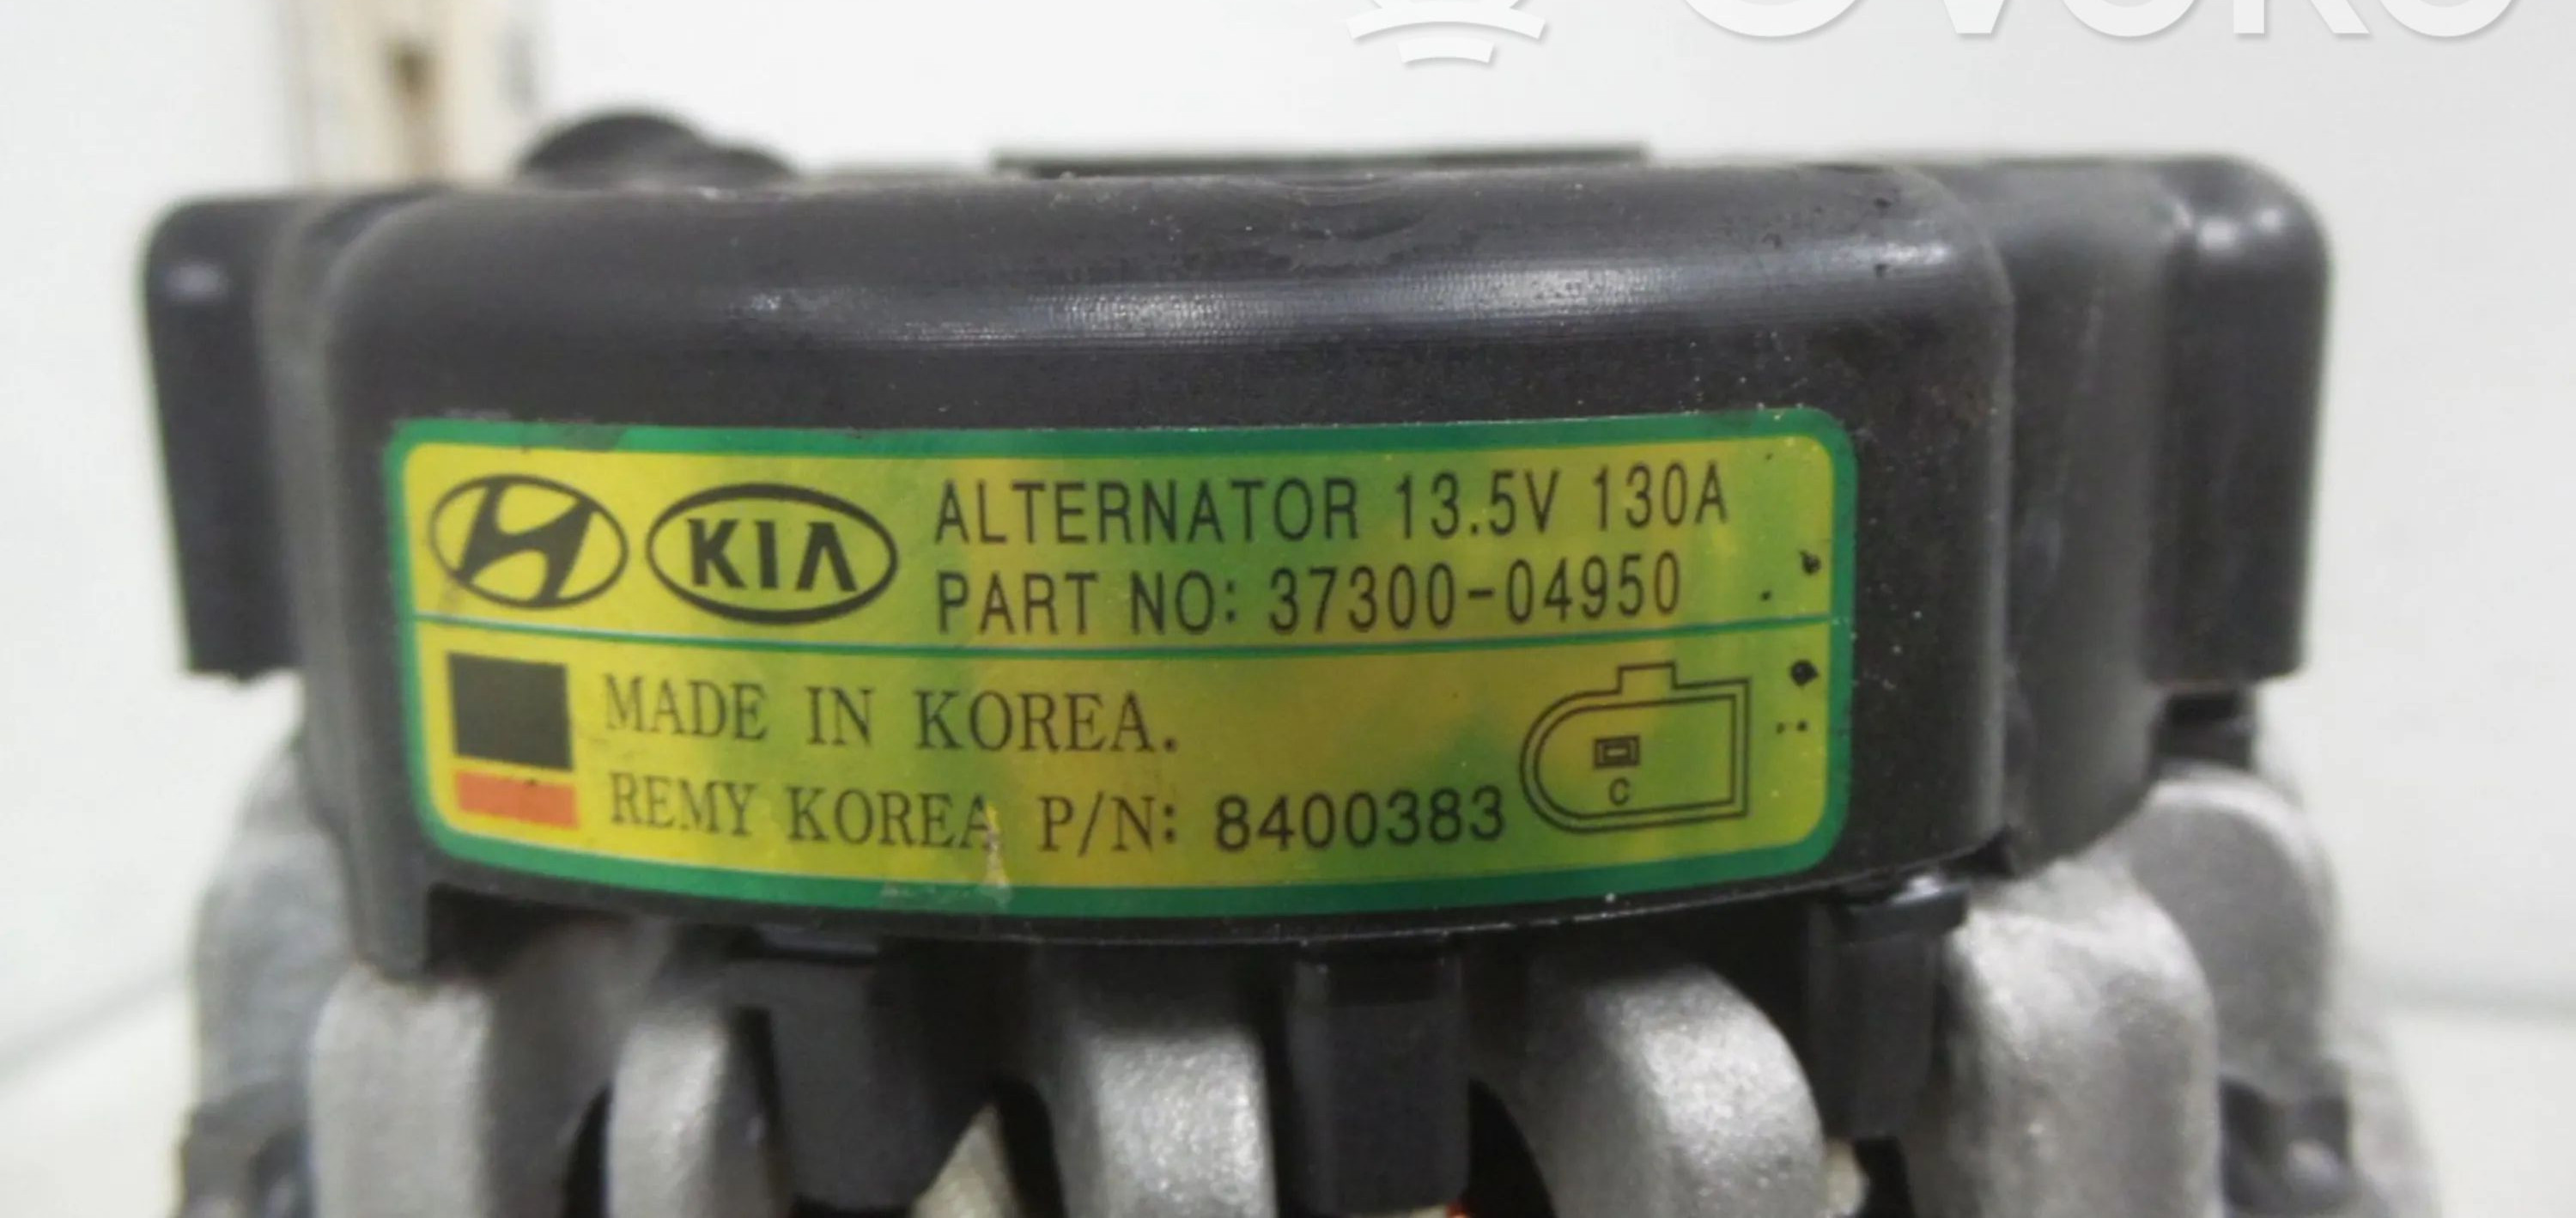 KIA
ALTERNATOR 13.5V 130A
PART NO: 37300-04950
MADE IN KOREA.
REMY KOREA P/N: 8400383
C